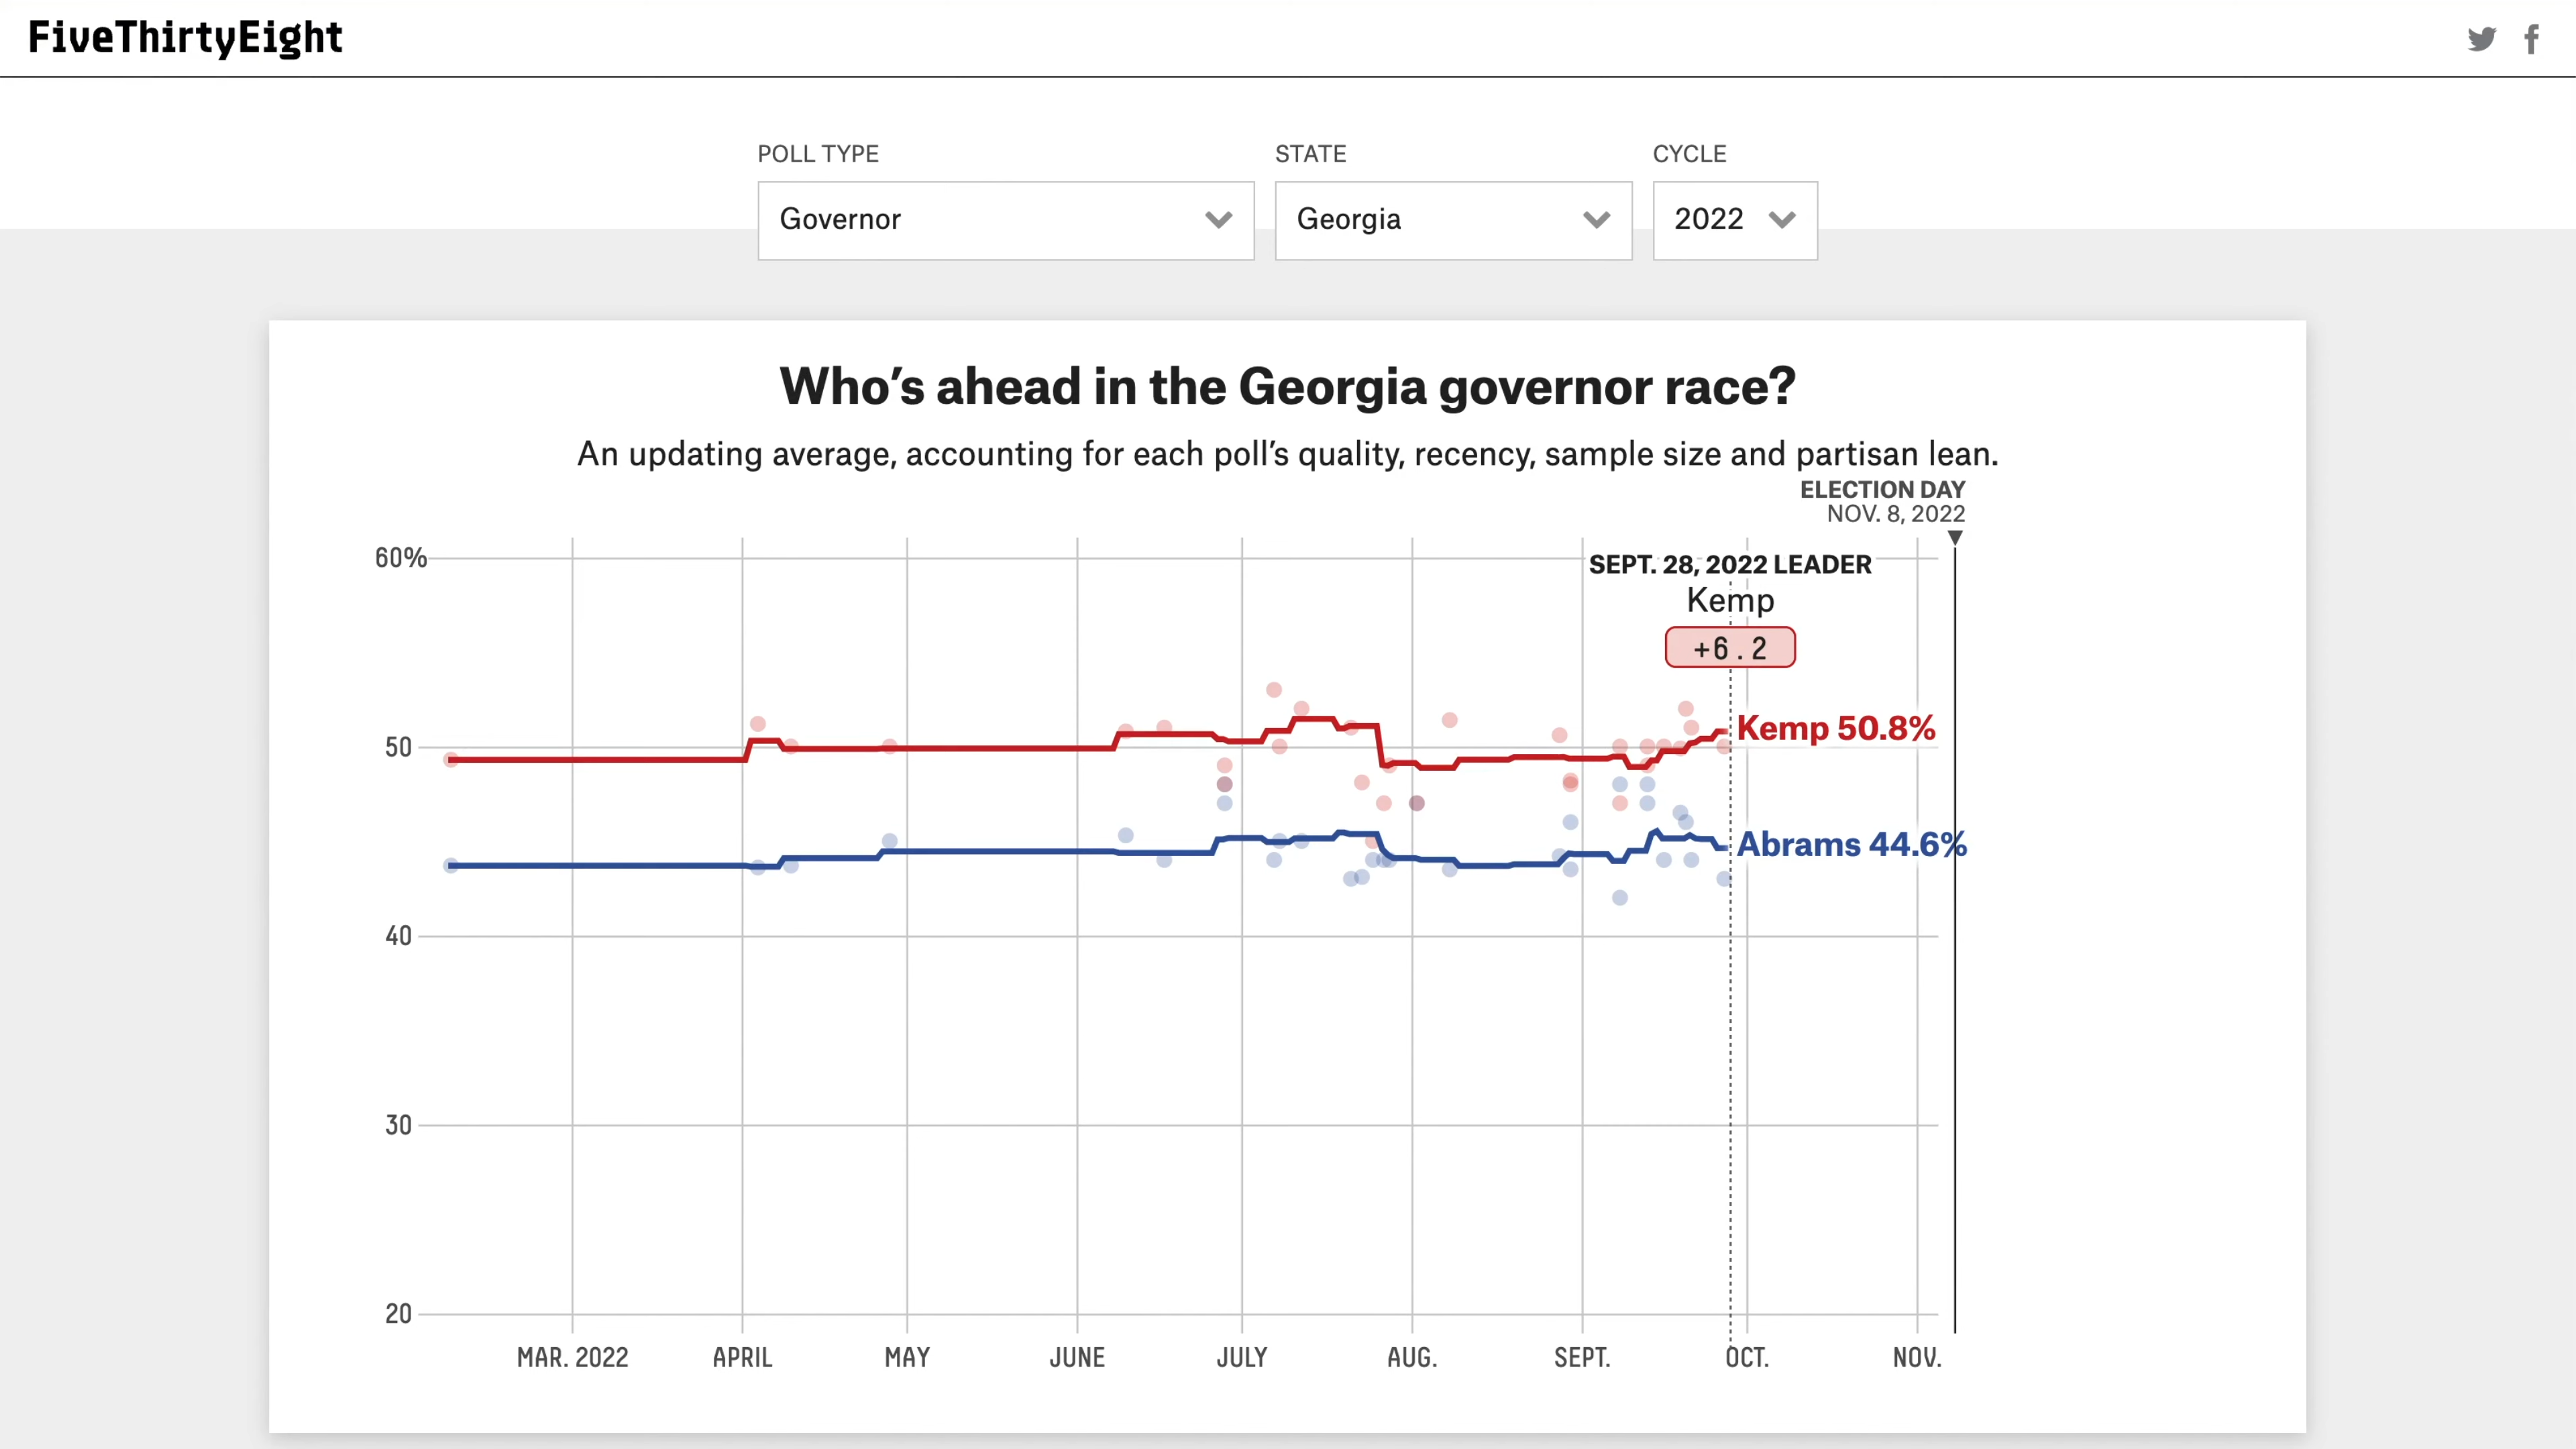 FiveThirtyEight
POLL TYPE
STATE
CYCLE
Governor
Georgia
2022
Who’s ahead in the Georgia governor race?
An updating average, accounting for each poll’s quality, recency, sample size and partisan lean.
ELECTION DAY
NOV. 8, 2022
60%
SEPT. 28, 2022 LEADER
Kemp
+6.2
Kemp 50.8%
50
Abrams 44.6%
40
30
20
MAR. 2022
APRIL
MAY
JUNE
JULY
AUG.
SEPT.
OCT.
NOV.